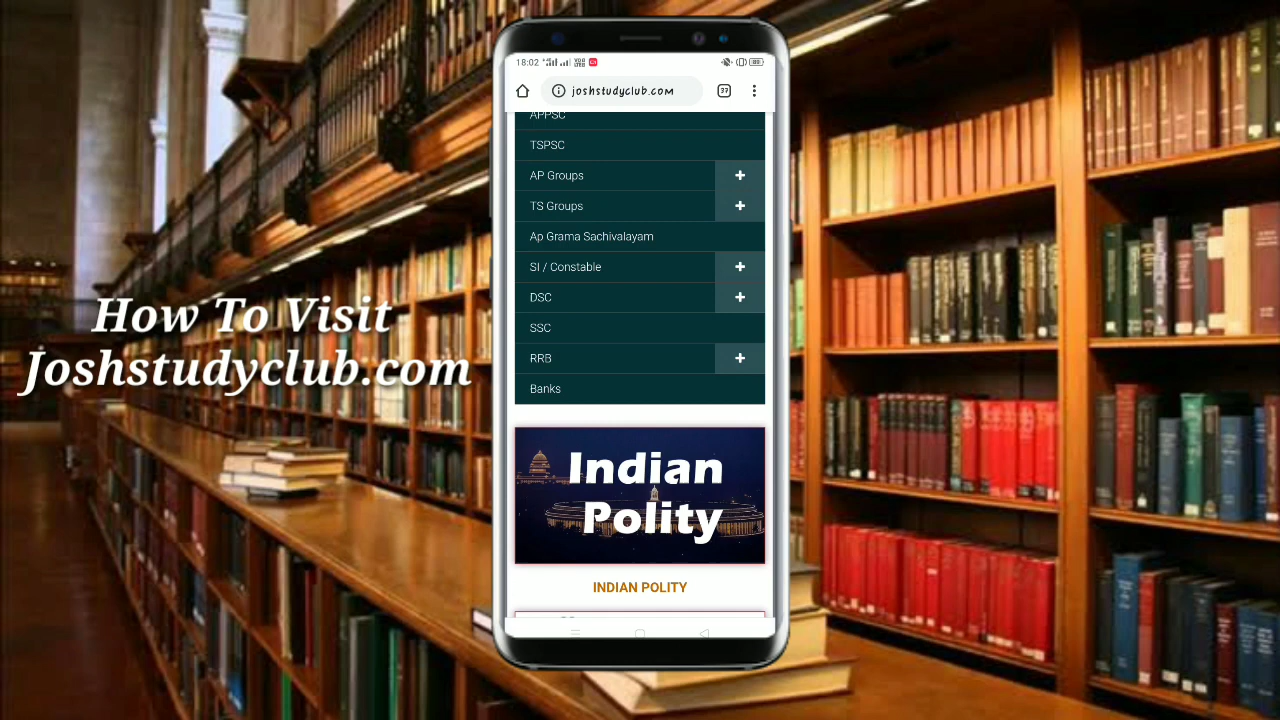 How To Visit
Joshstudyclub.com
18:02
joshstudyclub.com
37
APPSC
TSPSC
AP Groups
TS Groups
Ap Grama Sachivalayam
SI / Constable
DSC
SSC
RRB
Banks
Indian
Polity
INDIAN POLITY